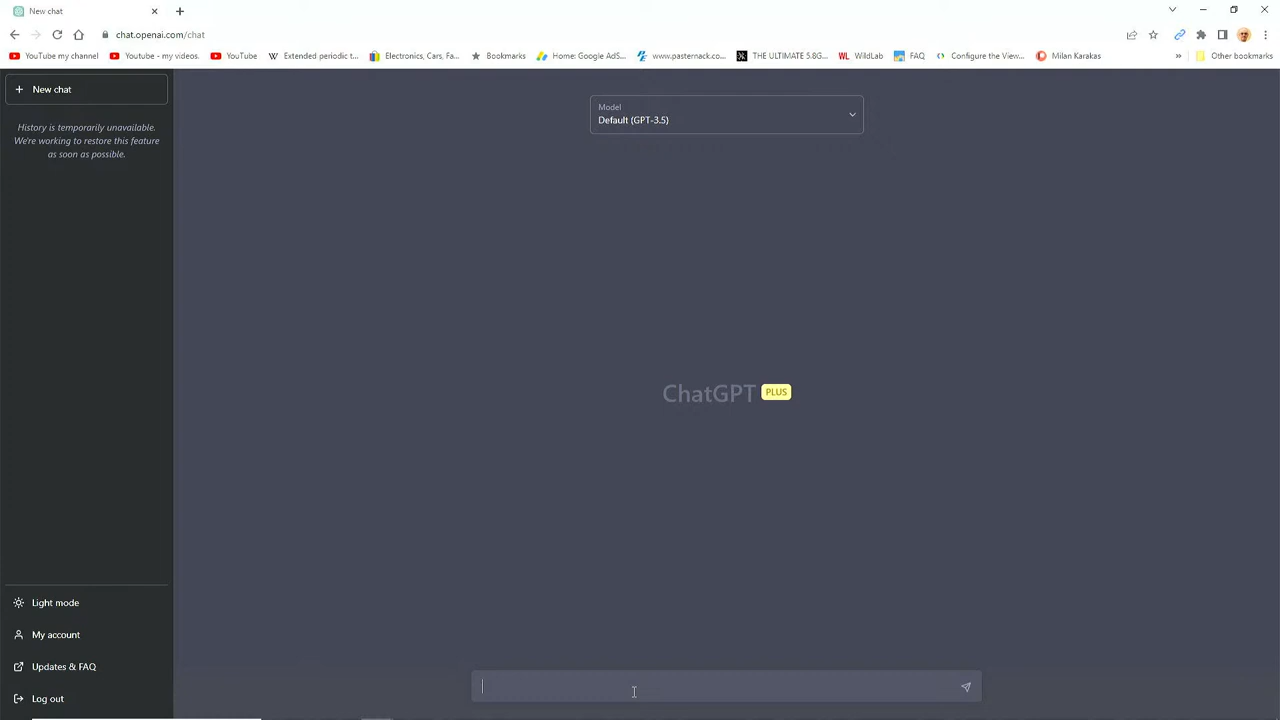 New chat
chat.openai.com/chat
YouTube my channel
Youtube - my videos.
YouTube
Extended periodic t...
Electronics, Cars, Fa...
Bookmarks
Home: Google AdS...
www.pasternack.co...
THE ULTIMATE 5.8G...
WL WildLab
FAQ
Configure the View...
Milan Karakas
»
Other bookmarks
+ New chat
History is temporarily unavailable.
We're working to restore this feature
as soon as possible.
Model
Default (GPT-3.5)
ChatGPT PLUS
Light mode
My account
Updates & FAQ
Log out